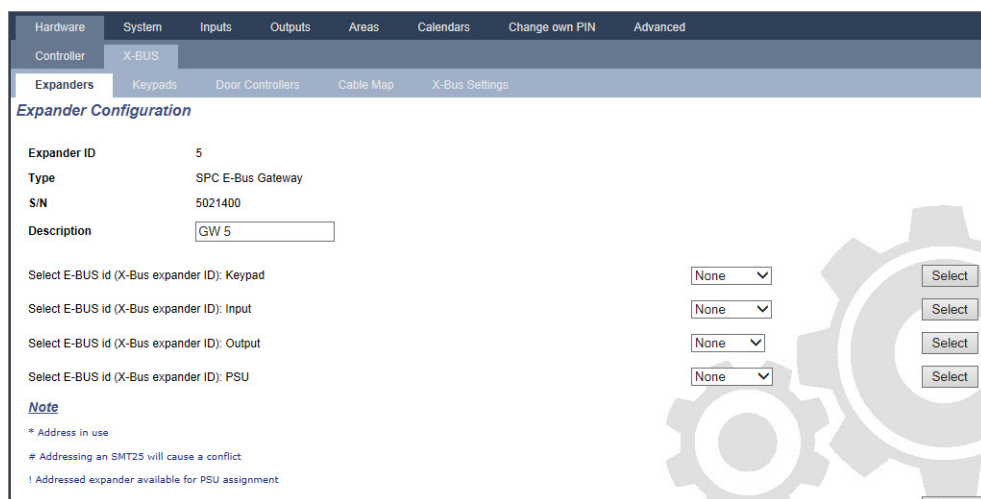 Hardware System Inputs Outputs Areas Calendars Change own PIN Advanced
Controller X-BUS
Expanders Keypads Door Controllers Cable Map X-Bus Settings
Expander Configuration
Expander ID 5
Type SPC E-Bus Gateway
S/N 5021400
Description GW 5
Select E-BUS id (X-Bus expander ID): Keypad None Select
Select E-BUS id (X-Bus expander ID): Input None Select
Select E-BUS id (X-Bus expander ID): Output None Select
Select E-BUS id (X-Bus expander ID): PSU None Select
Note
* Address in use
# Addressing an SMT25 will cause a conflict
! Addressed expander available for PSU assignment